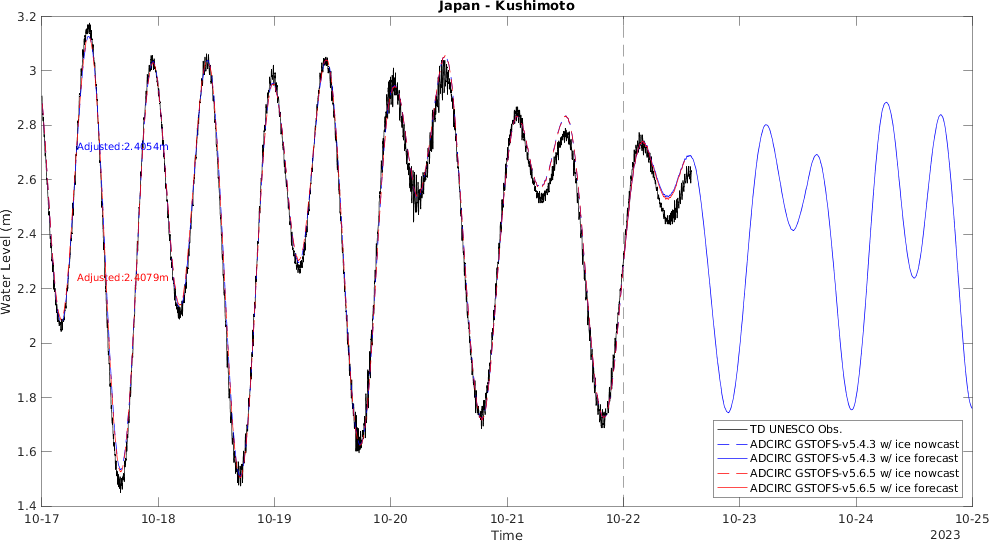 Japan - Kushimoto
3.2
3
2.8
2.6
2.4
2.2
2
1.8
1.6
1.4
Water Level (m)
Adjusted:2.4054m
Adjusted:2.4079m
TD UNESCO Obs.
ADCIRC GSTOFS-v5.4.3 w/ ice nowcast
ADCIRC GSTOFS-v5.4.3 w/ ice forecast
ADCIRC GSTOFS-v5.6.5 w/ ice nowcast
ADCIRC GSTOFS-v5.6.5 w/ ice forecast
10-17 10-18 10-19 10-20 10-21 10-22 10-23 10-24 10-25
Time
2023